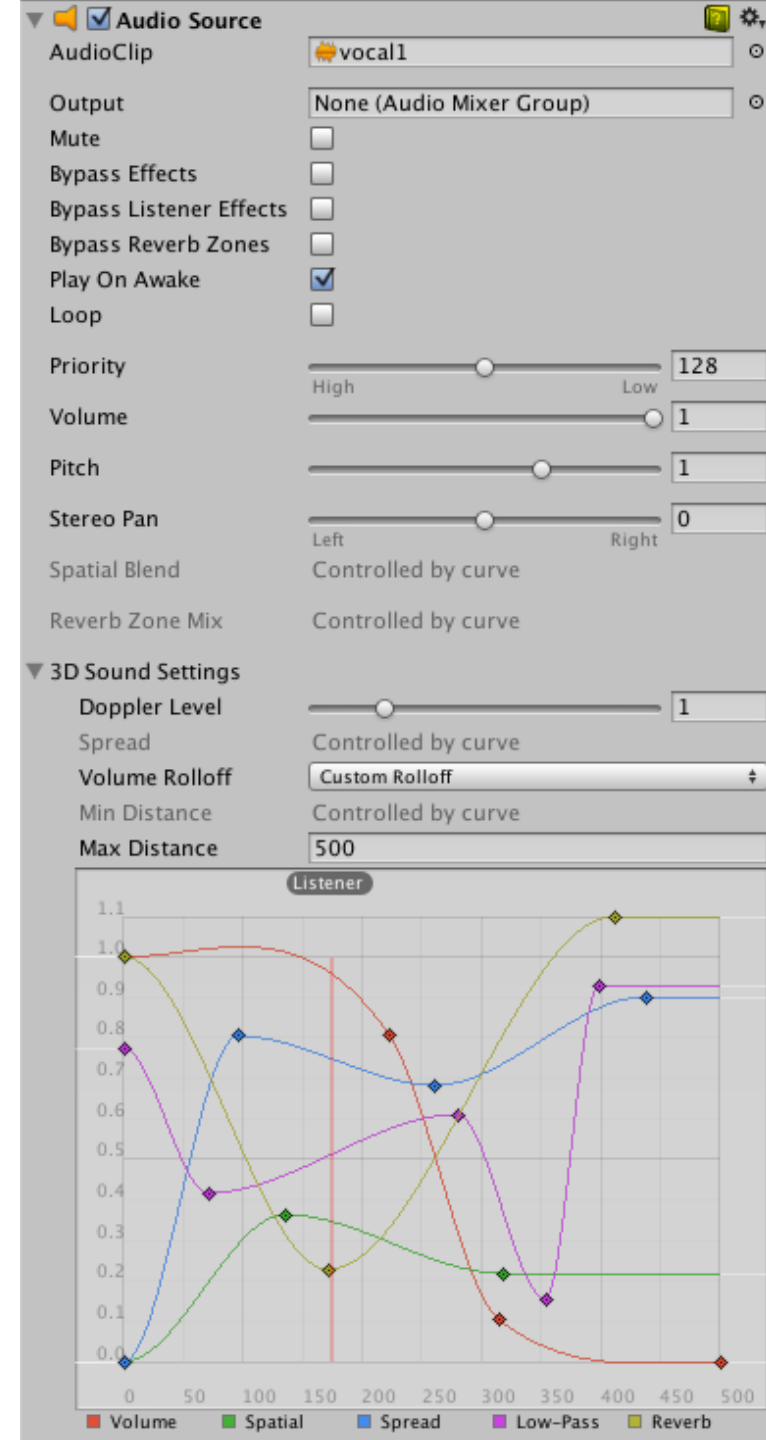 Audio Source
AudioClip vocal1
Output None (Audio Mixer Group)
Mute
Bypass Effects
Bypass Listener Effects
Bypass Reverb Zones
Play On Awake
Loop
Priority 128
High Low
Volume 1
Pitch 1
Stereo Pan 0
Left Right
Spatial Blend Controlled by curve
Reverb Zone Mix Controlled by curve
3D Sound Settings
Doppler Level 1
Spread Controlled by curve
Volume Rolloff Custom Rolloff
Min Distance Controlled by curve
Max Distance 500
Listener
1.1
1.0
0.9
0.8
0.7
0.6
0.5
0.4
0.3
0.2
0.1
0.0
0 50 100 150 200 250 300 350 400 450 500
Volume Spatial Spread Low-Pass Reverb